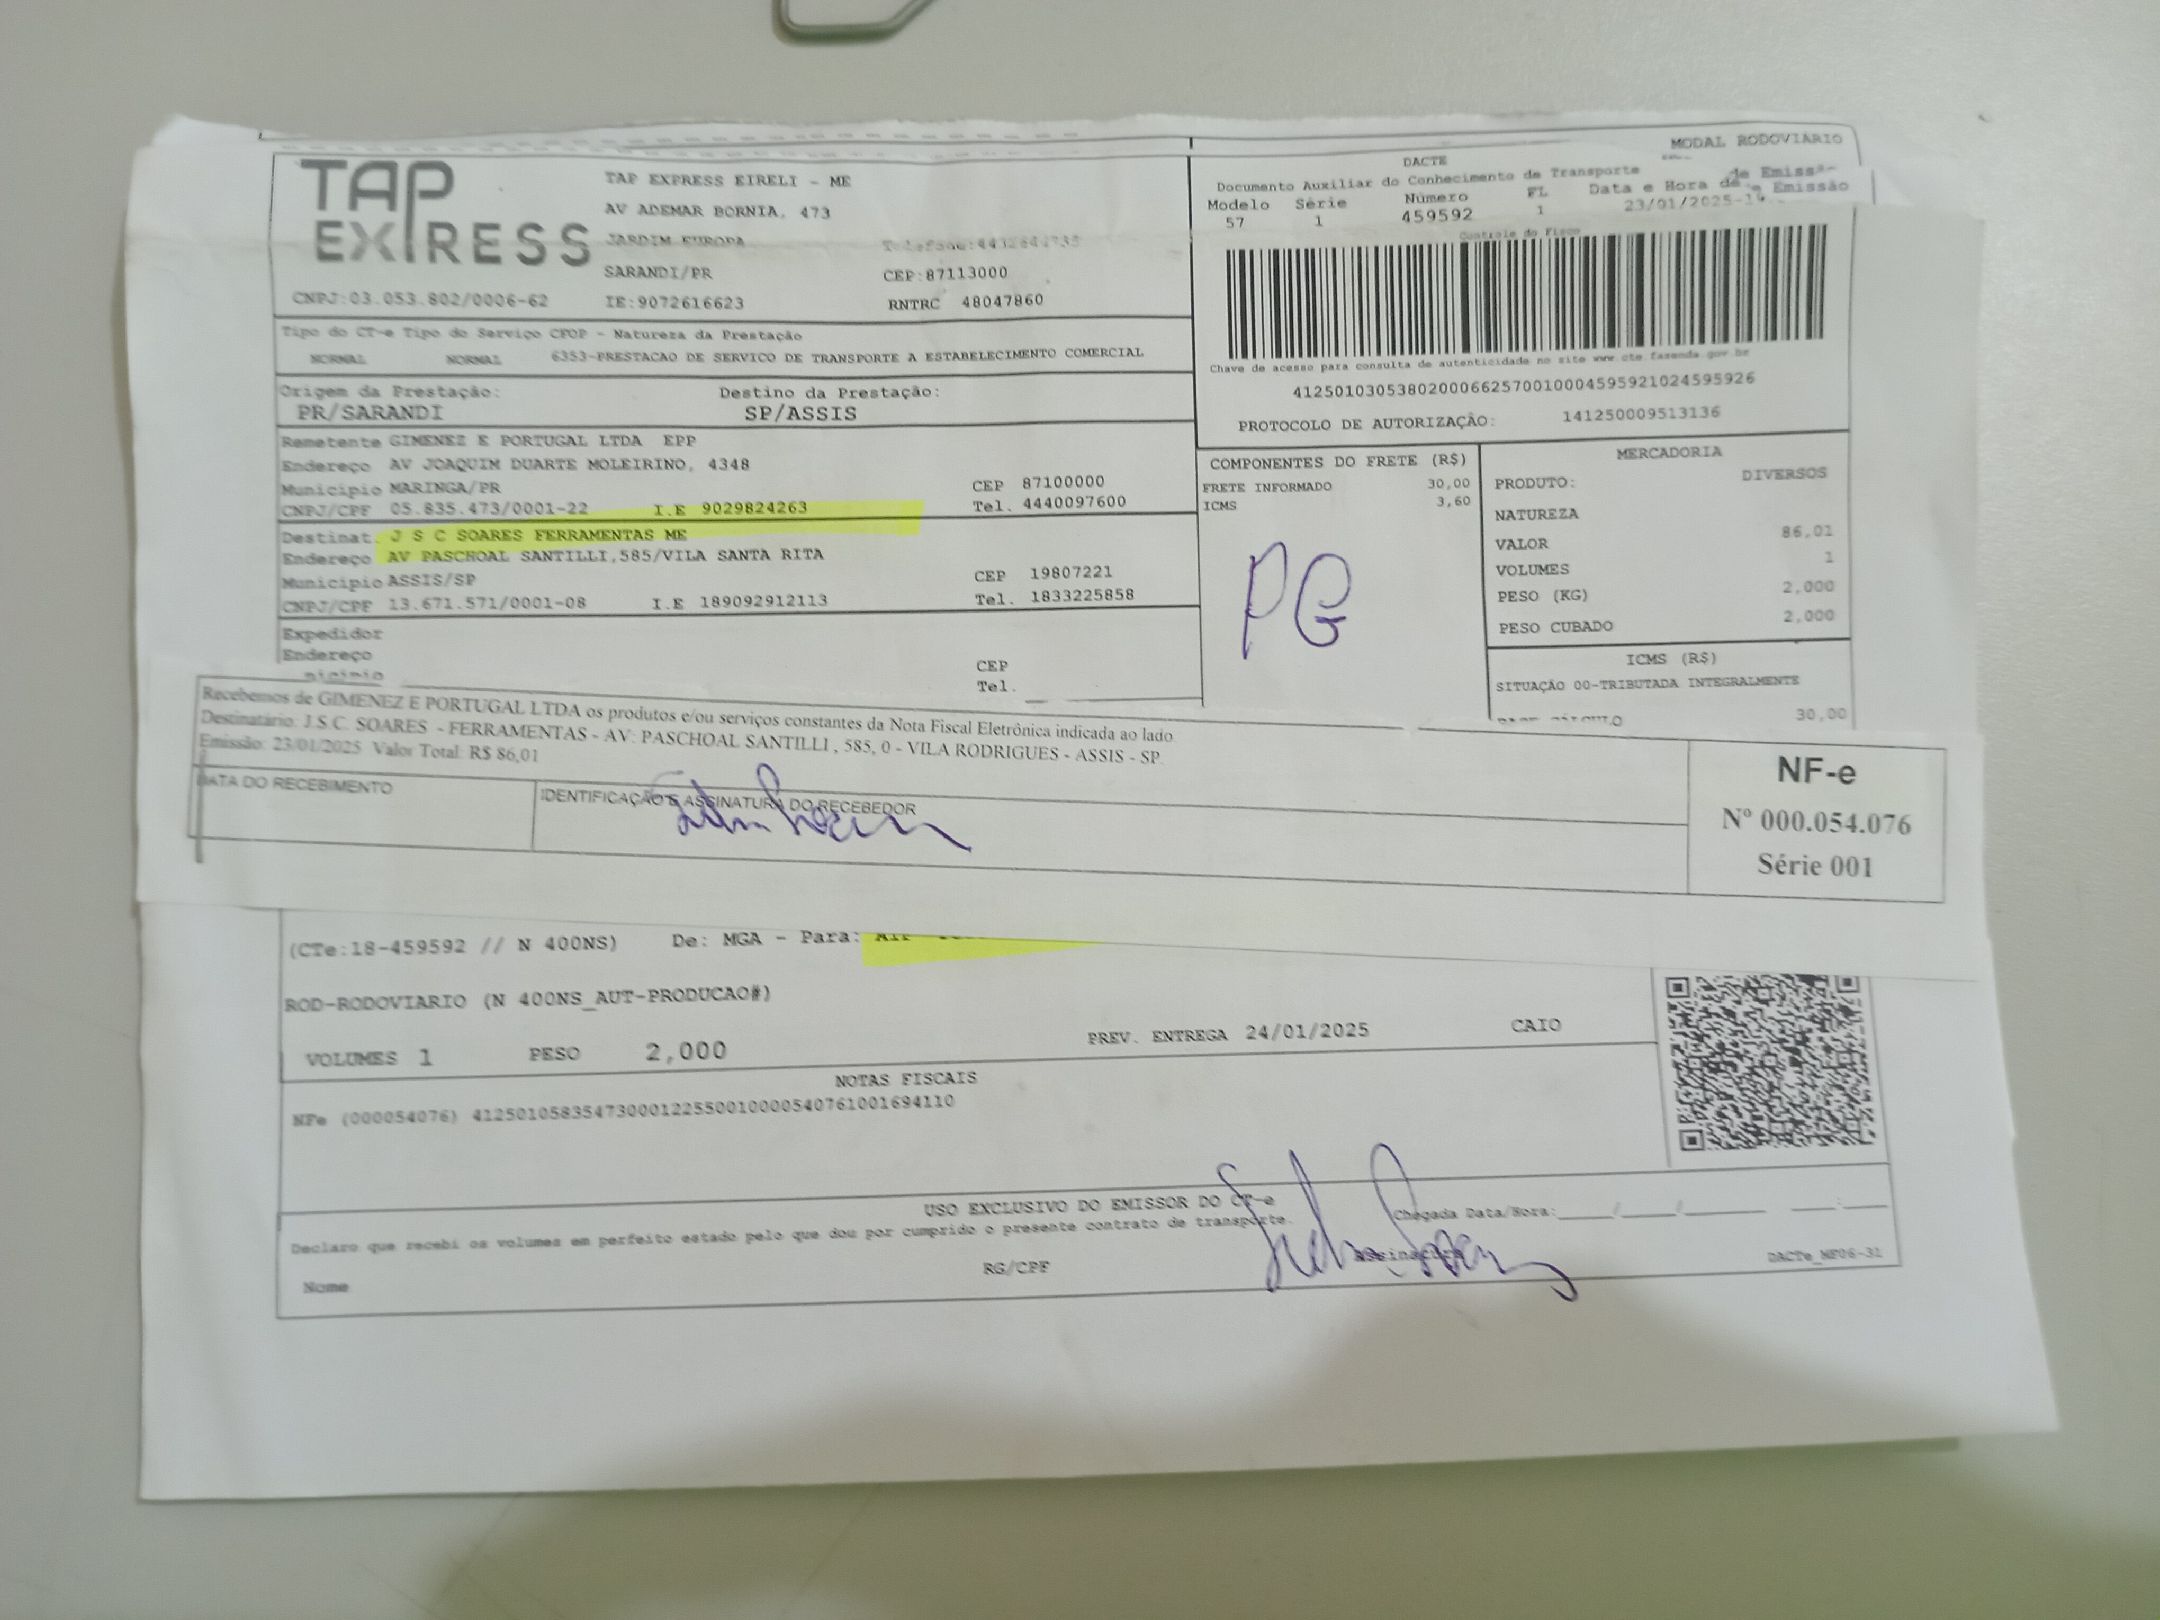 MODAL RODOVIÁRIO
TAP EXPRESS
TAP EXPRESS EIRELI - ME
AV ADEMAR BORNIA, 473
JARDIM EUROPA
SARANDI/PR CEP:87113000
CNPJ:03.053.802/0006-62 IE:9072616623 RNTRC 48047860
DACTE
Documento Auxiliar do Conhecimento de Transporte
Modelo Série Número FL Data e Hora de Emissão
57 1 459592 1 23/01/2025
Controle do Fisco
Chave de acesso para consulta de autenticidade no site www.cte.fazenda.gov.br
41250103053802000662570010004595921024595926
PROTOCOLO DE AUTORIZAÇÃO: 141250009513136
Tipo do CT-e Tipo do Serviço CFOP - Natureza da Prestação
NORMAL NORMAL 6353-PRESTACAO DE SERVICO DE TRANSPORTE A ESTABELECIMENTO COMERCIAL
Origem da Prestação: Destino da Prestação:
PR/SARANDI SP/ASSIS
Remetente GIMENEZ E PORTUGAL LTDA EPP
Endereço AV JOAQUIM DUARTE MOLEIRINO, 4348
Município MARINGA/PR CEP 87100000
CNPJ/CPF 05.835.473/0001-22 I.E 9029824263 Tel. 4440097600
Destinat. J S C SOARES FERRAMENTAS ME
Endereço AV PASCHOAL SANTILLI,585/VILA SANTA RITA
Município ASSIS/SP CEP 19807221
CNPJ/CPF 13.671.571/0001-08 I.E 189092912113 Tel. 1833225858
Expedidor
Endereço CEP
Tel.
COMPONENTES DO FRETE (R$)
FRETE INFORMADO 30,00
ICMS 3,60
PG
MERCADORIA
PRODUTO: DIVERSOS
NATUREZA
VALOR 86,01
VOLUMES 1
PESO (KG) 2,000
PESO CUBADO 2,000
ICMS (R$)
SITUAÇÃO 00-TRIBUTADA INTEGRALMENTE
30,00
Recebemos de GIMENEZ E PORTUGAL LTDA os produtos e/ou serviços constantes da Nota Fiscal Eletrônica indicada ao lado
Destinatário: J.S.C. SOARES - FERRAMENTAS - AV: PASCHOAL SANTILLI , 585, 0 - VILA RODRIGUES - ASSIS - SP.
Emissão: 23/01/2025 Valor Total: R$ 86,01
DATA DO RECEBIMENTO IDENTIFICAÇÃO E ASSINATURA DO RECEBEDOR
NF-e
Nº 000.054.076
Série 001
(CTe:18-459592 // N 400NS) De: MGA - Para:
ROD-RODOVIARIO (N 400NS_AUT-PRODUCAO#)
VOLUMES 1 PESO 2,000 PREV. ENTREGA 24/01/2025 CAIO
NOTAS FISCAIS
NFe (000054076) 41250105835473000122550010000540761001694110
USO EXCLUSIVO DO EMISSOR DO CT-e
Declaro que recebi os volumes em perfeito estado pelo que dou por cumprido o presente contrato de transporte.
Chegada Data/Hora:____/____/______ ___:___
Nome RG/CPF Assinatura DACTe_NF06-31